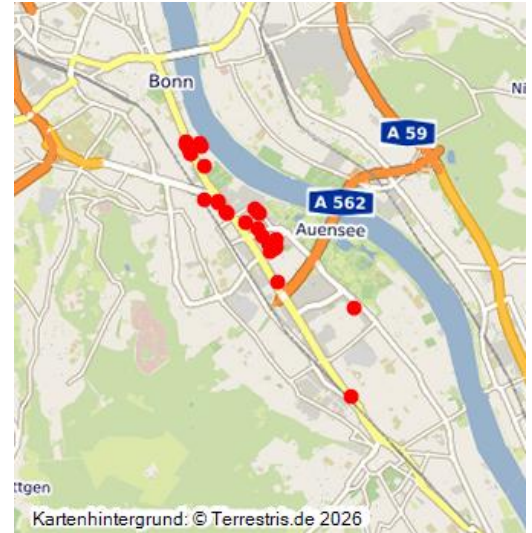 Bonn
Ni
A 59
A 562
Auensee
ttgen
Kartenhintergrund: © Terrestris.de 2026